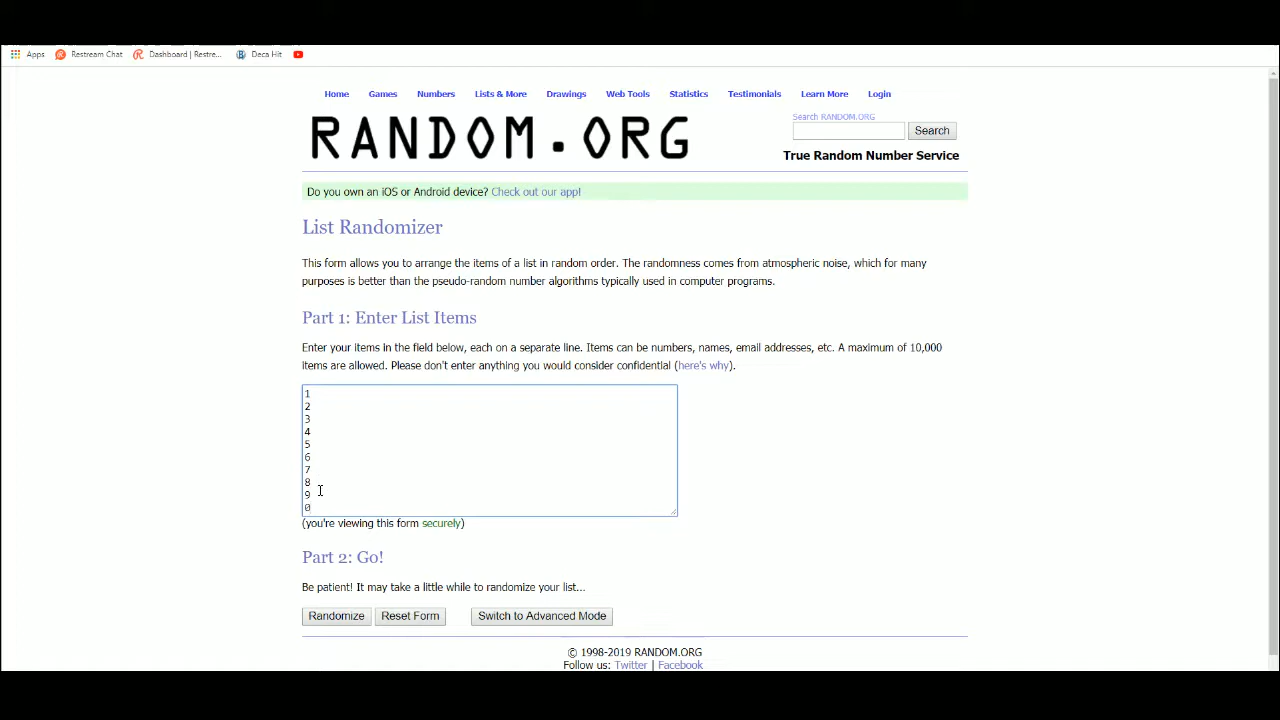 Apps Restream Chat Dashboard | Restre... Deca Hit
Home Games Numbers Lists & More Drawings Web Tools Statistics Testimonials Learn More Login
RANDOM.ORG
Search RANDOM.ORG
Search
True Random Number Service
Do you own an iOS or Android device? Check out our app!
List Randomizer
This form allows you to arrange the items of a list in random order. The randomness comes from atmospheric noise, which for many
purposes is better than the pseudo-random number algorithms typically used in computer programs.
Part 1: Enter List Items
Enter your items in the field below, each on a separate line. Items can be numbers, names, email addresses, etc. A maximum of 10,000
items are allowed. Please don't enter anything you would consider confidential (here's why).
1
2
3
4
5
6
7
8
9
0
(you're viewing this form securely)
Part 2: Go!
Be patient! It may take a little while to randomize your list...
Randomize Reset Form Switch to Advanced Mode
© 1998-2019 RANDOM.ORG
Follow us: Twitter | Facebook